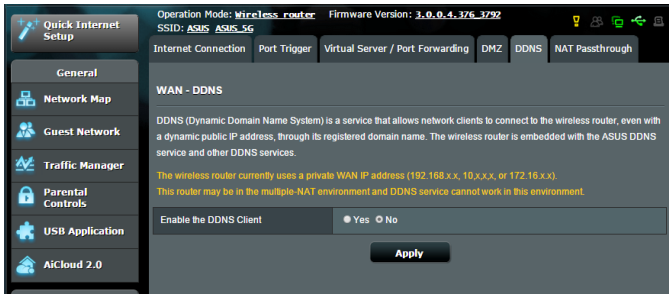 Quick Internet
Setup
General
Network Map
Guest Network
Traffic Manager
Parental
Controls
USB Application
AiCloud 2.0
Operation Mode: Wireless router Firmware Version: 3.0.0.4.376_3792
SSID: ASUS ASUS_5G
Internet Connection Port Trigger Virtual Server / Port Forwarding DMZ DDNS NAT Passthrough
WAN - DDNS
DDNS (Dynamic Domain Name System) is a service that allows network clients to connect to the wireless router, even with
a dynamic public IP address, through its registered domain name. The wireless router is embedded with the ASUS DDNS
service and other DDNS services.
The wireless router currently uses a private WAN IP address (192.168.x.x, 10,x,x,x, or 172.16.x.x).
This router may be in the multiple-NAT environment and DDNS service cannot work in this environment.
Enable the DDNS Client Yes No
Apply